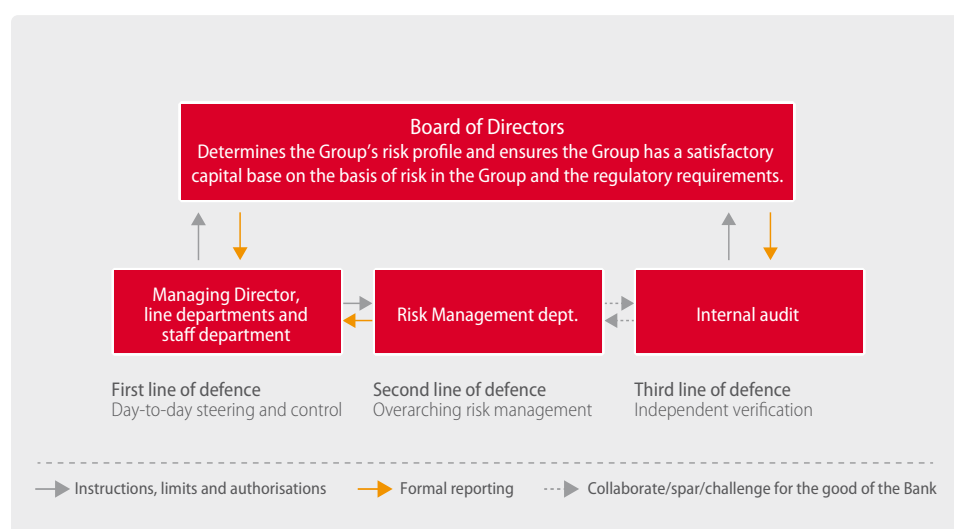 Board of Directors
Determines the Group's risk profile and ensures the Group has a satisfactory
capital base on the basis of risk in the Group and the regulatory requirements.
Managing Director,
line departments and
staff department
Risk Management dept.
Internal audit
First line of defence
Day-to-day steering and control
Second line of defence
Overarching risk management
Third line of defence
Independent verification
Instructions, limits and authorisations
Formal reporting
Collaborate/spar/challenge for the good of the Bank